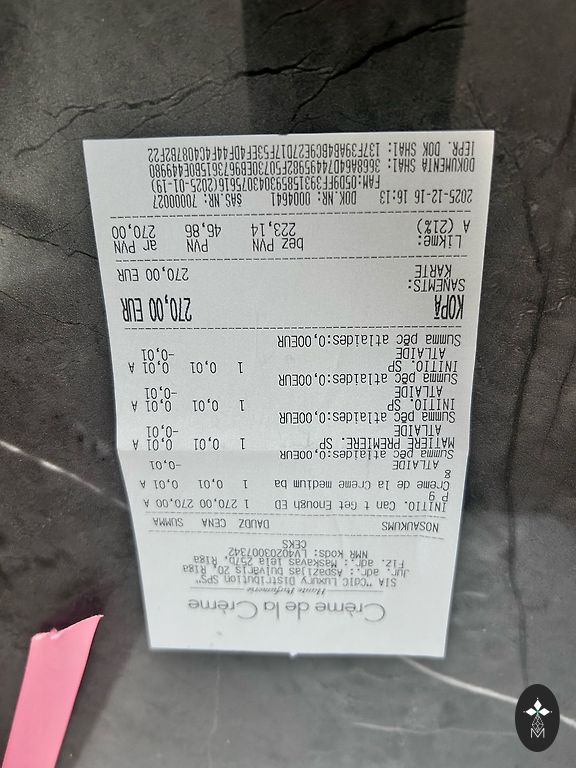 Crème de la Crème
Haute Parfumerie
SIA "CdlC Luxury Distribution SPS"
Jur. adr.: Aspazijas bulvāris 20, Rīga
Fiz. adr.: Maskavas iela 257D, Rīga
NMR kods: LV40203007342
ČEKS
NOSAUKUMS DAUDZ CENA SUMMA
INITIO. Can t Get Enough ED 1 270,00 270,00 A
P 9
Creme de la Creme medium ba 1 0,01 0,01 A
g
ATLAIDE -0,01
Summa pēc atlaides:0,00EUR
MATIERE PREMIERE. SP 1 0,01 0,01 A
ATLAIDE -0,01
Summa pēc atlaides:0,00EUR
INITIO. SP 1 0,01 0,01 A
ATLAIDE -0,01
Summa pēc atlaides:0,00EUR
INITIO. SP 1 0,01 0,01 A
ATLAIDE -0,01
Summa pēc atlaides:0,00EUR
KOPĀ 270,00 EUR
SAŅEMTS:
KARTE 270,00 EUR
Likme: bez PVN PVN ar PVN
A (21%) 223,14 46,86 270,00
2025-12-16 16:13 DOK.NR: 0004641 SAS.NR: 70000027
IEPR. DOK SHA1:
M